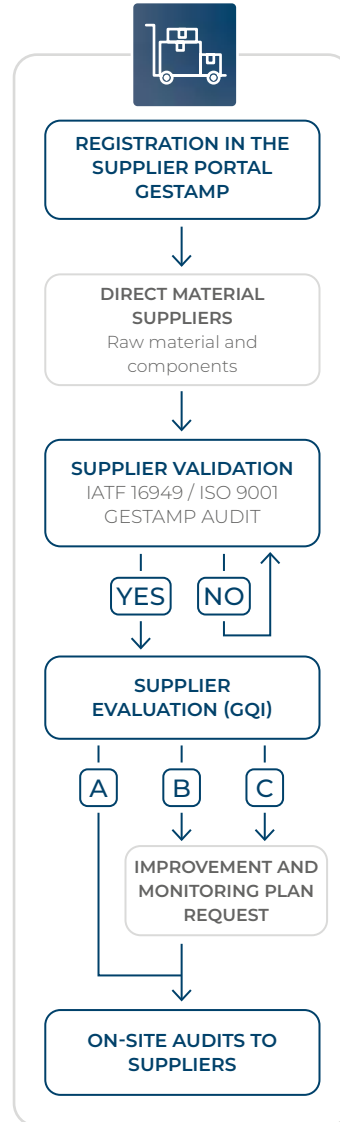 REGISTRATION IN THE
SUPPLIER PORTAL
GESTAMP
DIRECT MATERIAL
SUPPLIERS
Raw material and
components
SUPPLIER VALIDATION
IATF 16949 / ISO 9001
GESTAMP AUDIT
YES
NO
SUPPLIER
EVALUATION (GQI)
A
B
C
IMPROVEMENT AND
MONITORING PLAN
REQUEST
ON-SITE AUDITS TO
SUPPLIERS